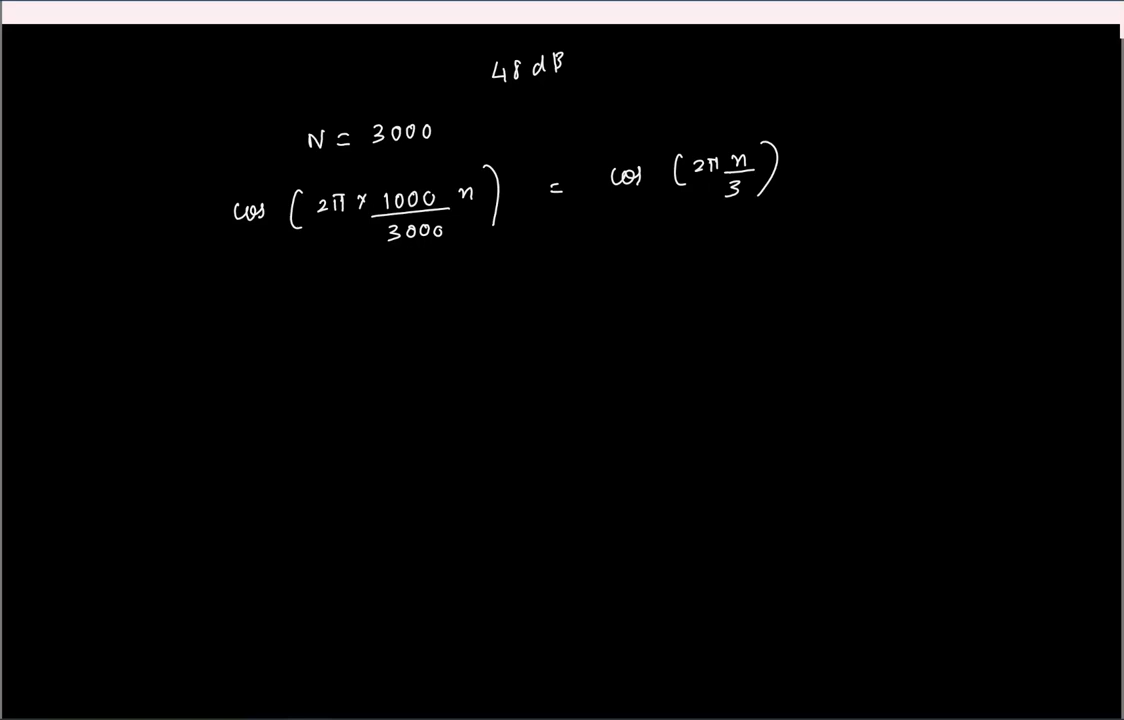 48 dB
N = 3000
cos (2π × 1000/3000 n) = cos (2π n/3)